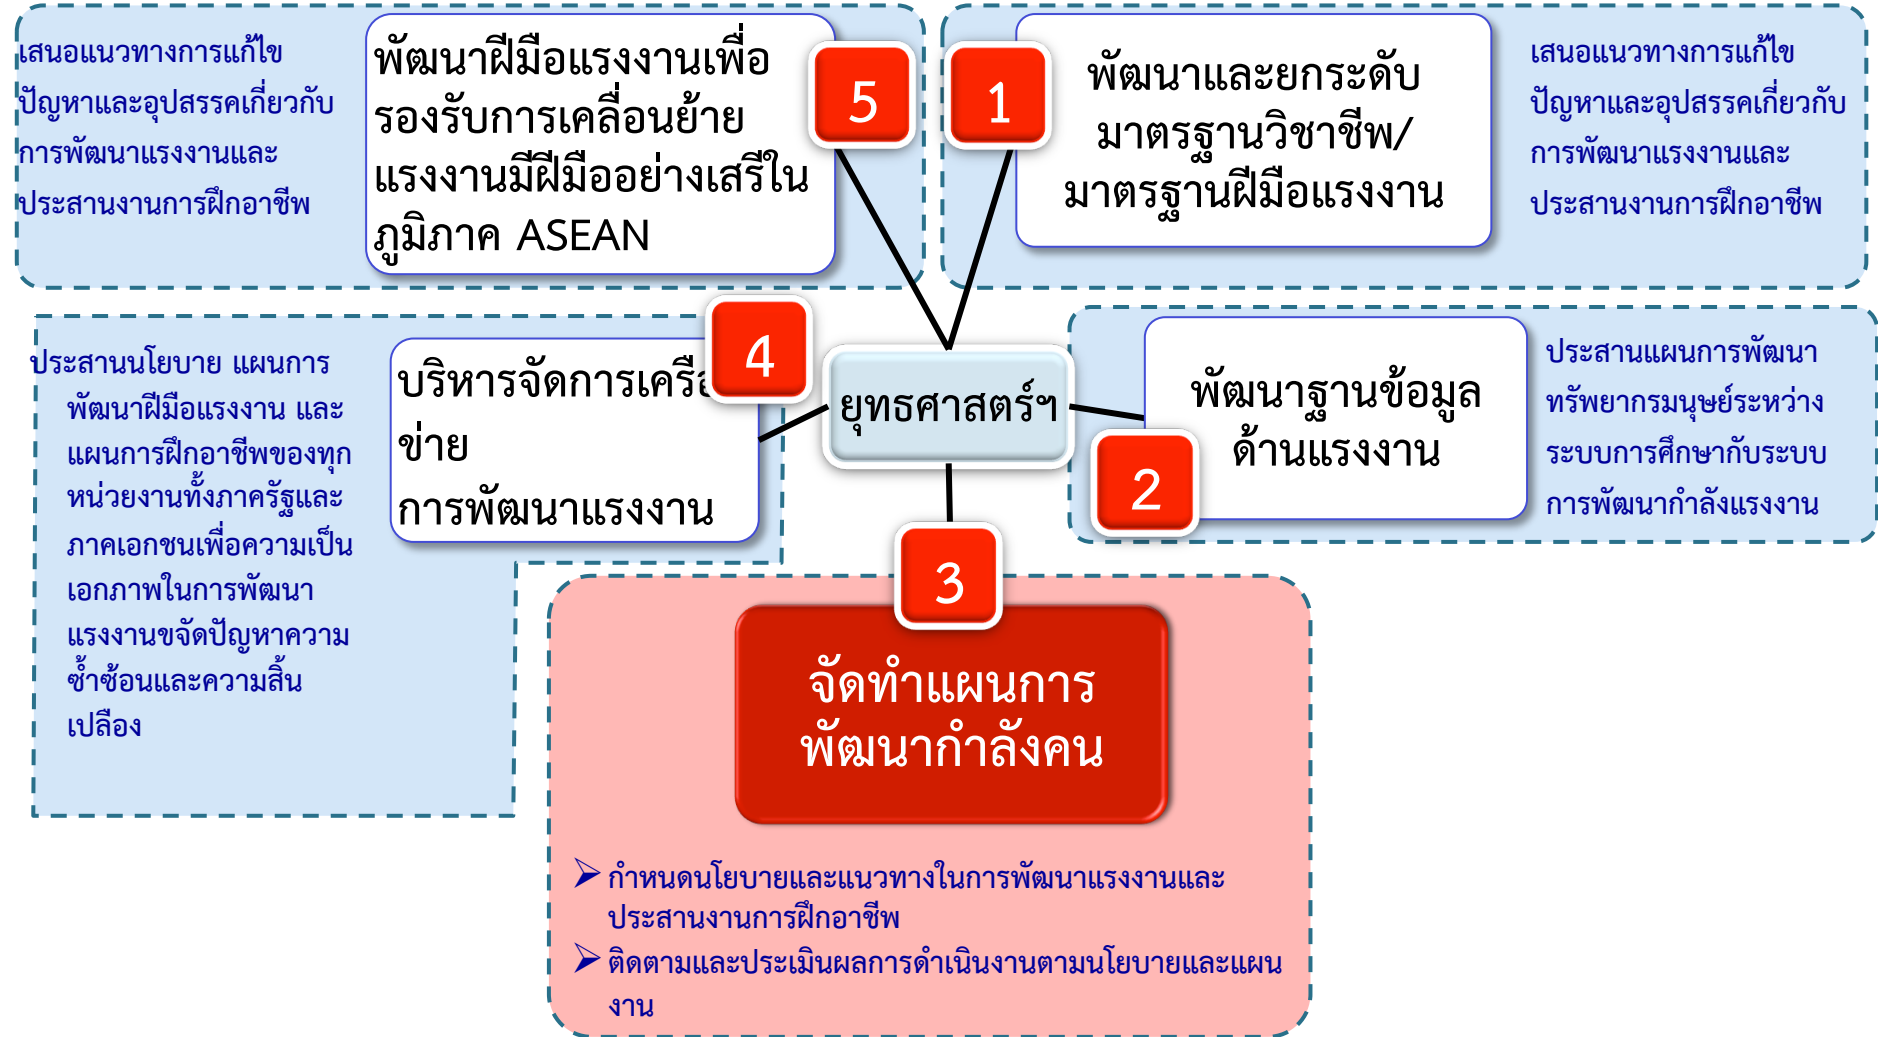 เสนอแนวทางการแก้ไข
ปัญหาและอุปสรรคเกี่ยวกับ
การพัฒนาแรงงานและ
ประสานงานการฝึกอาชีพ
พัฒนาฝีมือแรงงานเพื่อ
รองรับการเคลื่อนย้าย
แรงงานมีฝีมืออย่างเสรีใน
ภูมิภาค ASEAN
5
1
พัฒนาและยกระดับ
มาตรฐานวิชาชีพ/
มาตรฐานฝีมือแรงงาน
เสนอแนวทางการแก้ไข
ปัญหาและอุปสรรคเกี่ยวกับ
การพัฒนาแรงงานและ
ประสานงานการฝึกอาชีพ
ประสานนโยบาย แผนการ
พัฒนาฝีมือแรงงาน และ
แผนการฝึกอาชีพของทุก
หน่วยงานทั้งภาครัฐและ
ภาคเอกชนเพื่อความเป็น
เอกภาพในการพัฒนา
แรงงานขจัดปัญหาความ
ซ้ำซ้อนและความสิ้น
เปลือง
บริหารจัดการเครือ
ข่าย
การพัฒนาแรงงาน
4
ยุทธศาสตร์ฯ
พัฒนาฐานข้อมูล
ด้านแรงงาน
2
ประสานแผนการพัฒนา
ทรัพยากรมนุษย์ระหว่าง
ระบบการศึกษากับระบบ
การพัฒนากำลังแรงงาน
3
จัดทำแผนการ
พัฒนากำลังคน
➢ กำหนดนโยบายและแนวทางในการพัฒนาแรงงานและ
ประสานงานการฝึกอาชีพ
➢ ติดตามและประเมินผลการดำเนินงานตามนโยบายและแผน
งาน